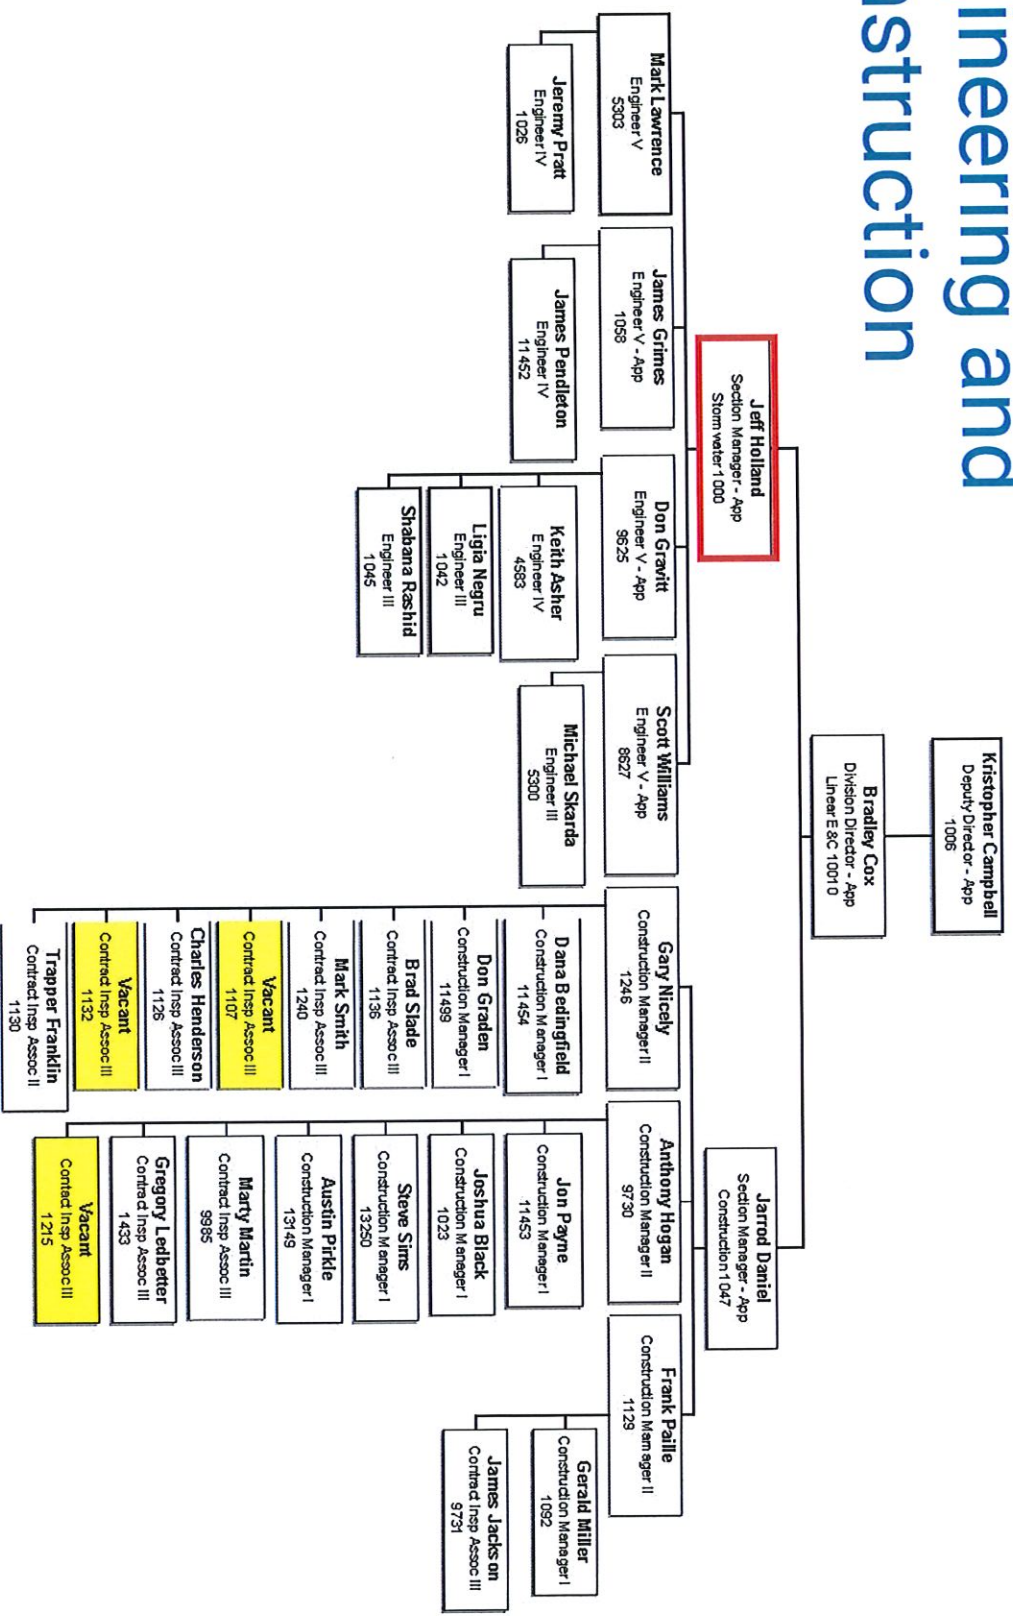 ineering and
struction
Kristopher Campbell
Deputy Director - App
1006
Bradley Cox
Division Director - App
Linear E &C 10010
Jeff Holland
Section Manager - App
Stormwater 1000
Jarrod Daniel
Section Manager - App
Construction 1047
Mark Lawrence
Engineer V
5303
James Grimes
Engineer V - App
1058
Don Gravitt
Engineer V - App
9625
Scott Williams
Engineer V - App
8627
Gary Nicely
Construction Manager II
1246
Anthony Hogan
Construction Manager II
9730
Frank Paille
Construction Manager II
1129
Jeremy Pratt
Engineer IV
1026
James Pendleton
Engineer IV
11452
Keith Asher
Engineer IV
4583
Ligia Negru
Engineer III
1042
Shabana Rashid
Engineer III
1045
Michael Skarda
Engineer III
5300
Dana Bedingfield
Construction Manager I
11454
Don Graden
Construction Manager I
11499
Brad Slade
Contract Insp Assoc III
1136
Mark Smith
Contract Insp Assoc III
1240
Vacant
Contract Insp Assoc III
1107
Charles Henderson
Contract Insp Assoc III
1126
Vacant
Contract Insp Assoc III
1132
Trapper Franklin
Contract Insp Assoc II
1130
Jon Payne
Construction Manager I
11453
Joshua Black
Construction Manager I
1023
Steve Sims
Construction Manager I
13250
Austin Pirkle
Construction Manager I
13149
Marty Martin
Contract Insp Assoc III
9985
Gregory Ledbetter
Contract Insp Assoc III
1433
Vacant
Contact Insp Assoc III
1215
Gerald Miller
Construction Manager I
1092
James Jackson
Contract Insp Assoc III
9731